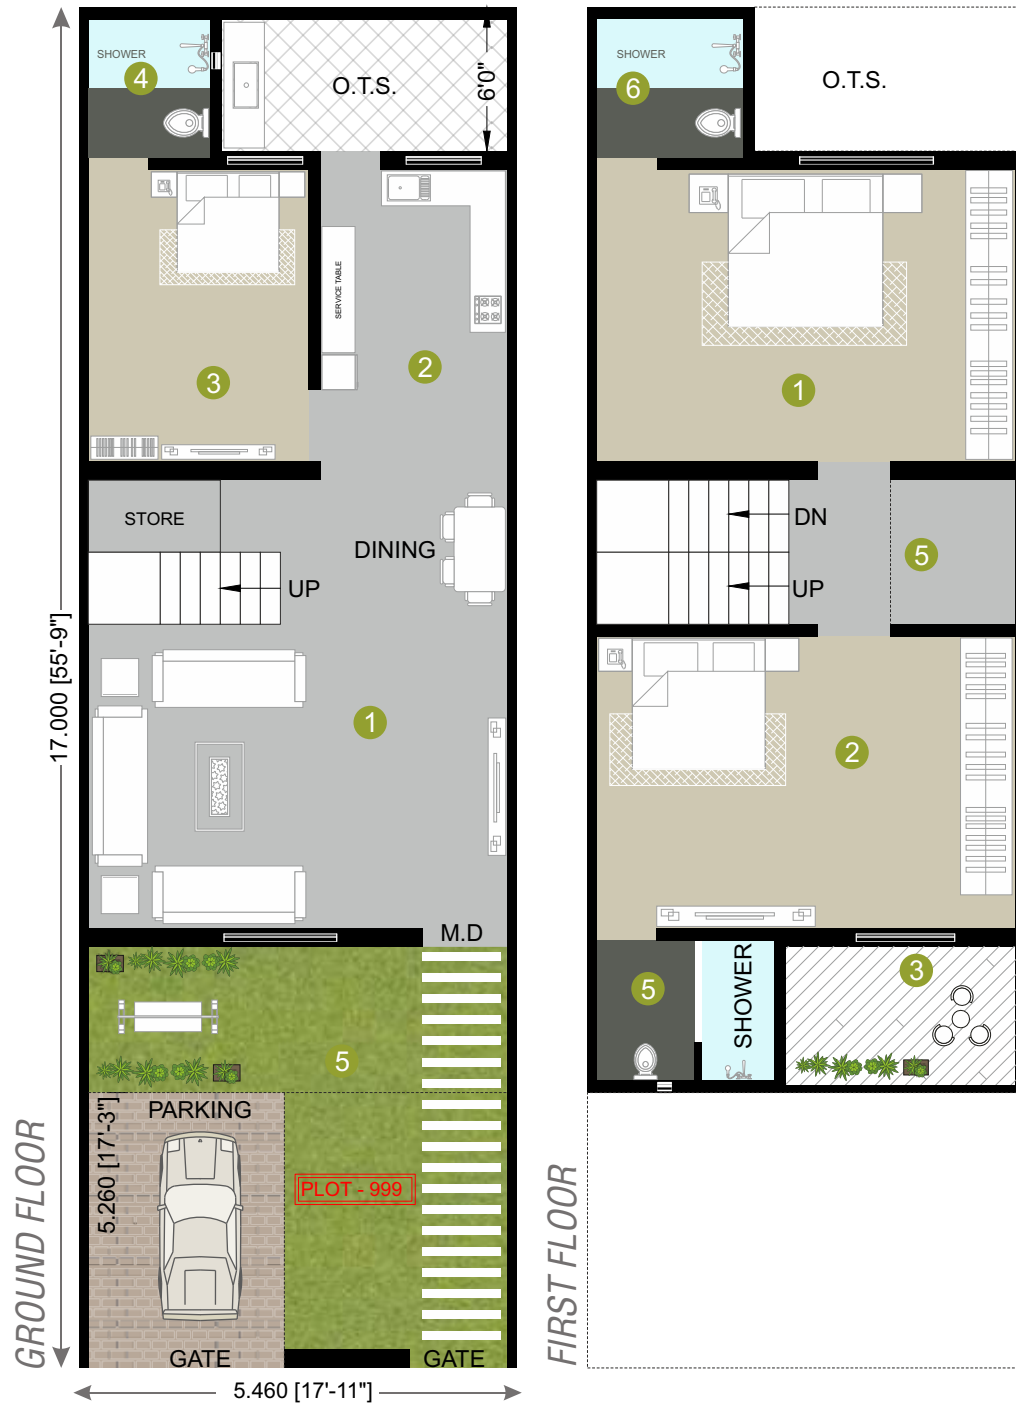 SHOWER
4
O.T.S.
6'0"
SERVICE TABLE
3
2
STORE
DINING
UP
1
M.D
17.000 [55'-9"]
5
PARKING
5.260 [17'-3"]
PLOT - 999
GATE
GATE
5.460 [17'-11"]
GROUND FLOOR
SHOWER
6
O.T.S.
1
DN
5
UP
2
3
5
SHOWER
FIRST FLOOR